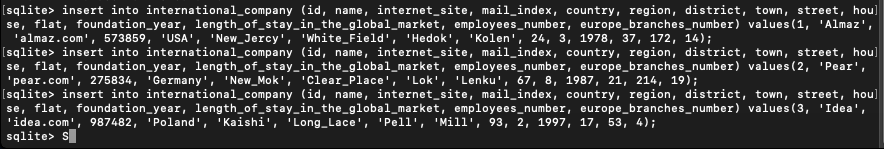 [sqlite> insert into international_company (id, name, internet_site, mail_index, country, region, district, town, street, hou]
se, flat, foundation_year, length_of_stay_in_the_global_market, employees_number, europe_branches_number) values(1, 'Almaz',
'almaz.com', 573859, 'USA', 'New_Jercy', 'White_Field', 'Hedok', 'Kolen', 24, 3, 1978, 37, 172, 14);
[sqlite> insert into international_company (id, name, internet_site, mail_index, country, region, district, town, street, hou]
se, flat, foundation_year, length_of_stay_in_the_global_market, employees_number, europe_branches_number) values(2, 'Pear',
'pear.com', 275834, 'Germany', 'New_Mok', 'Clear_Place', 'Lok', 'Lenku', 67, 8, 1987, 21, 214, 19);
[sqlite> insert into international_company (id, name, internet_site, mail_index, country, region, district, town, street, hou]
se, flat, foundation_year, length_of_stay_in_the_global_market, employees_number, europe_branches_number) values(3, 'Idea',
'idea.com', 987482, 'Poland', 'Kaishi', 'Long_Lace', 'Pell', 'Mill', 93, 2, 1997, 17, 53, 4);
sqlite> S